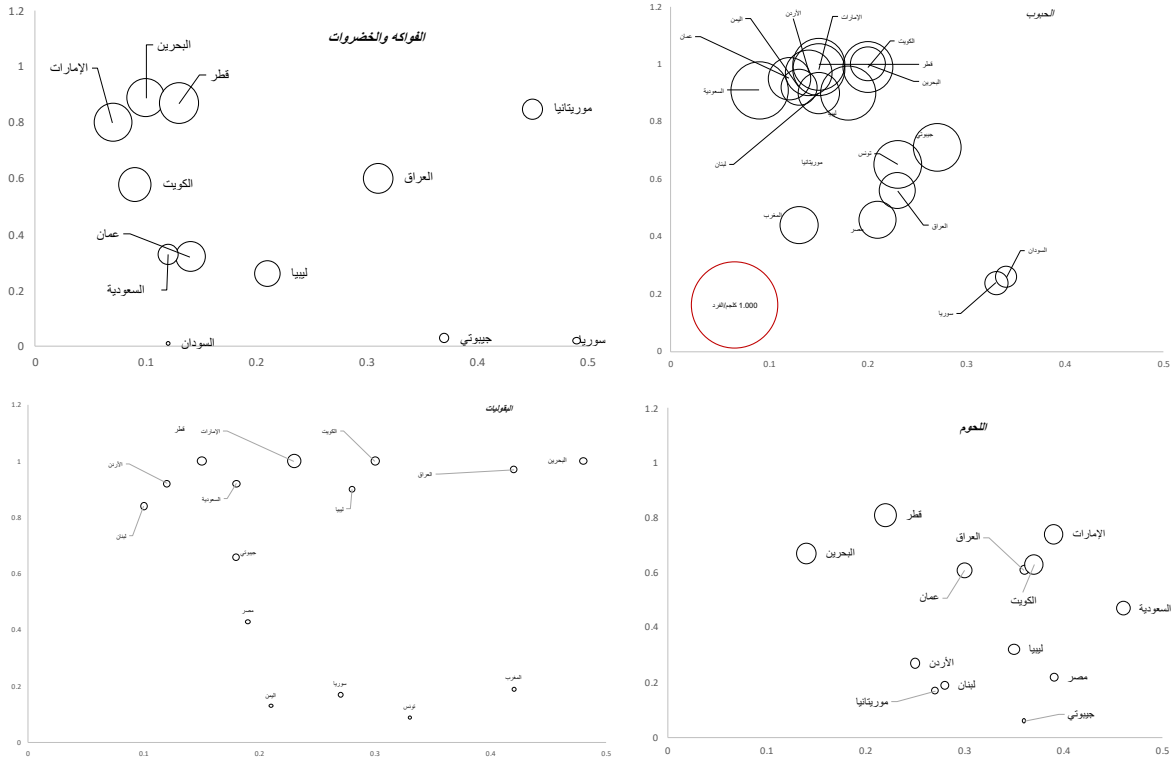 الفواكه والخضروات
1.2
1
0.8
0.6
0.4
0.2
0
0
0.1
0.2
0.3
0.4
0.5
البحرين
الإمارات
قطر
موريتانيا
الكويت
العراق
عمان
ليبيا
السعودية
السودان
جيبوتي
سوريا
الحبوب
1.2
1
0.8
0.6
0.4
0.2
0
0
0.1
0.2
0.3
0.4
0.5
الأردن
الإمارات
اليمن
عمان
الكويت
قطر
البحرين
السعودية
ليبيا
جيبوتي
تونس
لبنان
موريتانيا
المغرب
مصر
العراق
السودان
سوريا
1.000 كلجم/الفرد
البقوليات
1.2
1
0.8
0.6
0.4
0.2
0
0
0.1
0.2
0.3
0.4
0.5
قطر
الإمارات
الكويت
الأردن
العراق
البحرين
السعودية
ليبيا
لبنان
جيبوتي
مصر
اليمن
سوريا
تونس
المغرب
اللحوم
1.2
1
0.8
0.6
0.4
0.2
0
0
0.1
0.2
0.3
0.4
0.5
قطر
البحرين
العراق
الإمارات
عمان
الكويت
السعودية
ليبيا
الأردن
لبنان
مصر
موريتانيا
جيبوتي